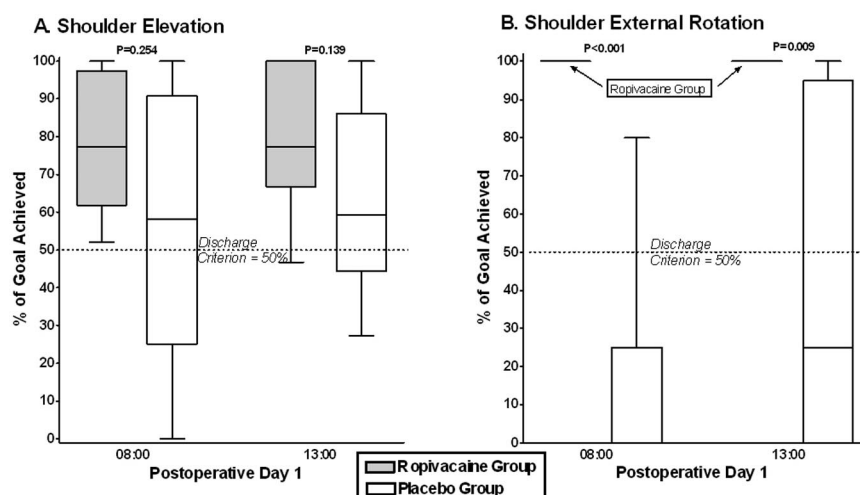 A. Shoulder Elevation
P=0.254
P=0.139
% of Goal Achieved
100
90
80
70
60
50
40
30
20
10
0
Discharge
Criterion = 50%
08:00
13:00
Postoperative Day 1
B. Shoulder External Rotation
P<0.001
P=0.009
Ropivacaine Group
% of Goal Achieved
100
90
80
70
60
50
40
30
20
10
0
Discharge
Criterion = 50%
08:00
13:00
Postoperative Day 1
Ropivacaine Group
Placebo Group